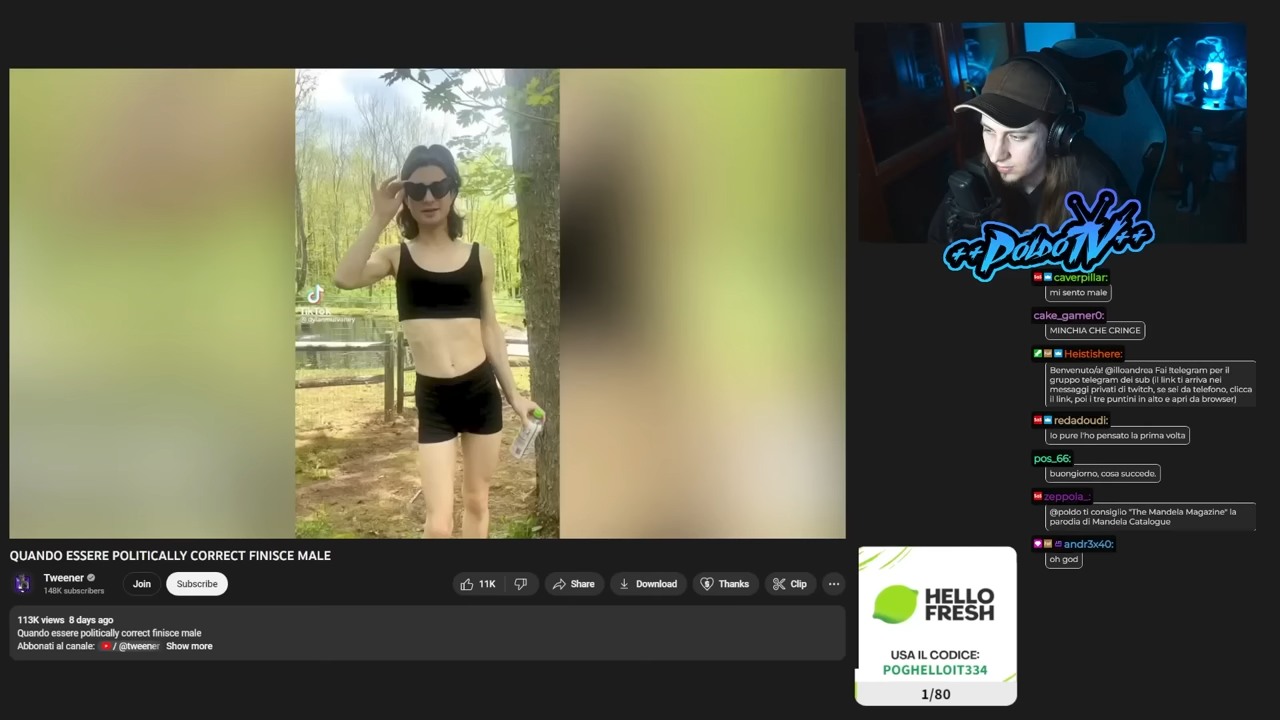 TikTok
QUANDO ESSERE POLITICALLY CORRECT FINISCE MALE
Tweener
148K subscribers
Join
Subscribe
11K
Share
Download
Thanks
Clip
113K views 8 days ago
Quando essere politically correct finisce male
Abbonati al canale: / @tweener Show more
++POLDOTV++
caverpillar:
mi sento male
cake_gamer0:
MINCHIA CHE CRINGE
Heistishere:
Benvenuto/a! @illoandrea Fai !telegram per il
gruppo telegram dei sub (il link ti arriva nei
messaggi privati di twitch, se sei da telefono, clicca
il link, poi i tre puntini in alto e apri da browser)
redadoudi:
Io pure l'ho pensato la prima volta
pos_66:
buongiorno, cosa succede.
zeppola_:
@poldo ti consiglio "The Mandela Magazine" la
parodia di Mandela Catalogue
andr3x40:
oh god
HELLO
FRESH
USA IL CODICE:
POGHELLOIT334
1/80